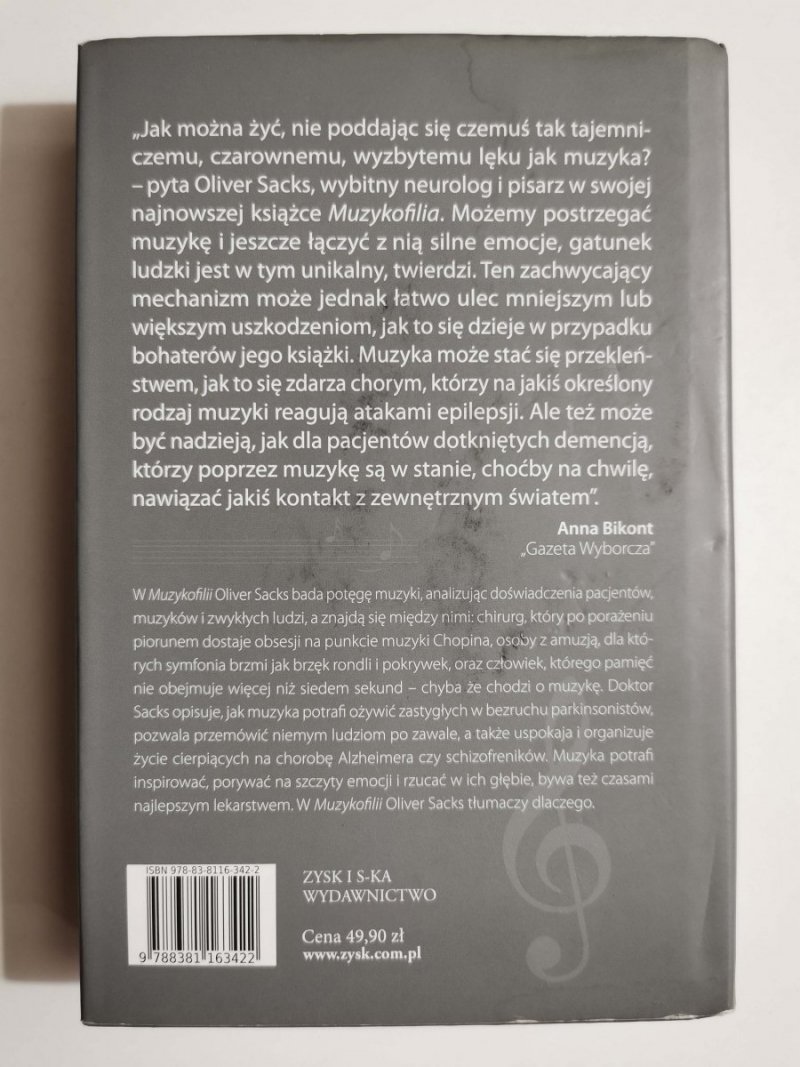 „Jak można żyć, nie poddając się czemuś tak tajemni-
czemu, czarownemu, wyzbytemu lęku jak muzyka?
– pyta Oliver Sacks, wybitny neurolog i pisarz w swojej
najnowszej książce Muzykofilia. Możemy postrzegać
muzykę i jeszcze łączyć z nią silne emocje, gatunek
ludzki jest w tym unikalny, twierdzi. Ten zachwycający
mechanizm może jednak łatwo ulec mniejszym lub
większym uszkodzeniom, jak to się dzieje w przypadku
bohaterów jego książki. Muzyka może stać się przekleń-
stwem, jak to się zdarza chorym, którzy na jakiś określony
rodzaj muzyki reagują atakami epilepsji. Ale też może
być nadzieją, jak dla pacjentów dotkniętych demencją,
którzy poprzez muzykę są w stanie, choćby na chwilę,
nawiązać jakiś kontakt z zewnętrznym światem”.
Anna Bikont
„Gazeta Wyborcza”
W Muzykofilii Oliver Sacks bada potęgę muzyki, analizując doświadczenia pacjentów,
muzyków i zwykłych ludzi, a znajdą się między nimi: chirurg, który po porażeniu
piorunem dostaje obsesji na punkcie muzyki Chopina, osoby z amuzją, dla któ-
rych symfonia brzmi jak brzęk rondli i pokrywek, oraz człowiek, którego pamięć
nie obejmuje więcej niż siedem sekund – chyba że chodzi o muzykę. Doktor
Sacks opisuje, jak muzyka potrafi ożywić zastygłych w bezruchu parkinsonistów,
pozwala przemówić niemym ludziom po zawale, a także uspokaja i organizuje
życie cierpiących na chorobę Alzheimera czy schizofreników. Muzyka potrafi
inspirować, porywać na szczyty emocji i rzucać w ich głębie, bywa też czasami
najlepszym lekarstwem. W Muzykofilii Oliver Sacks tłumaczy dlaczego.
ISBN 978-83-8116-342-2
9 788381 163422
ZYSK I S-KA
WYDAWNICTWO
Cena 49,90 zł
www.zysk.com.pl